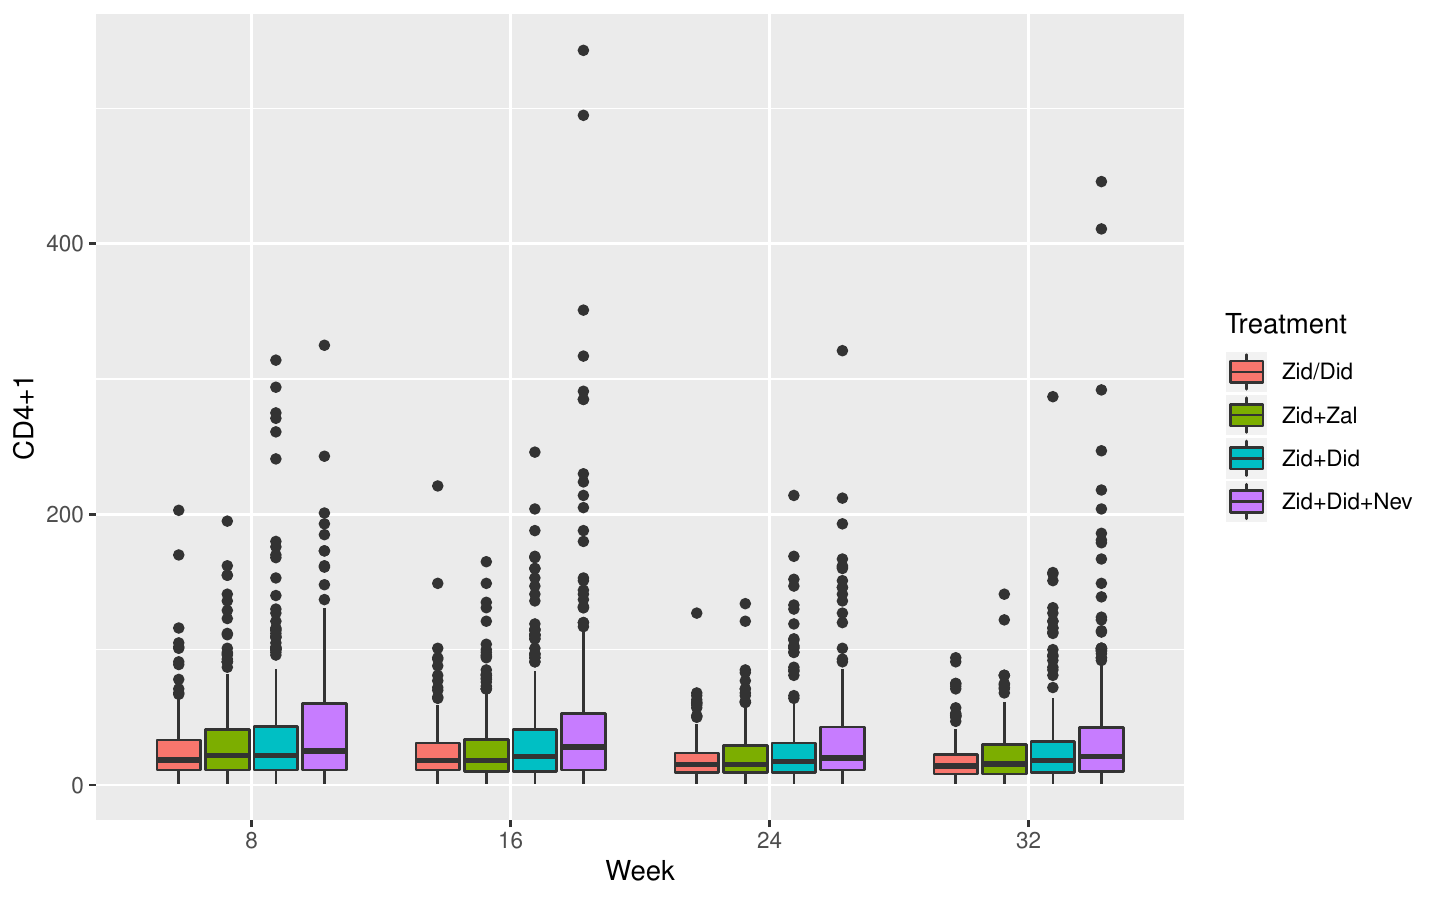 CD4+1
400
200
0
8
16
24
32
Week
Treatment
Zid/Did
Zid+Zal
Zid+Did
Zid+Did+Nev